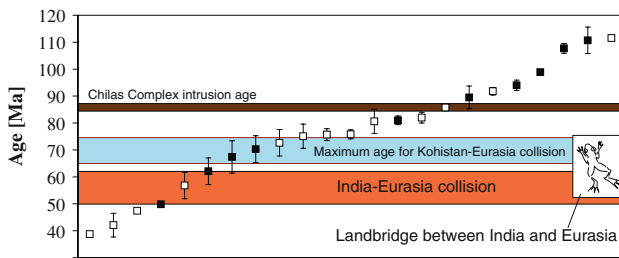 Age [Ma]
120
110
100
90
80
70
60
50
40
Chilas Complex intrusion age
Maximum age for Kohistan-Eurasia collision
India-Eurasia collision
Landbridge between India and Eurasia